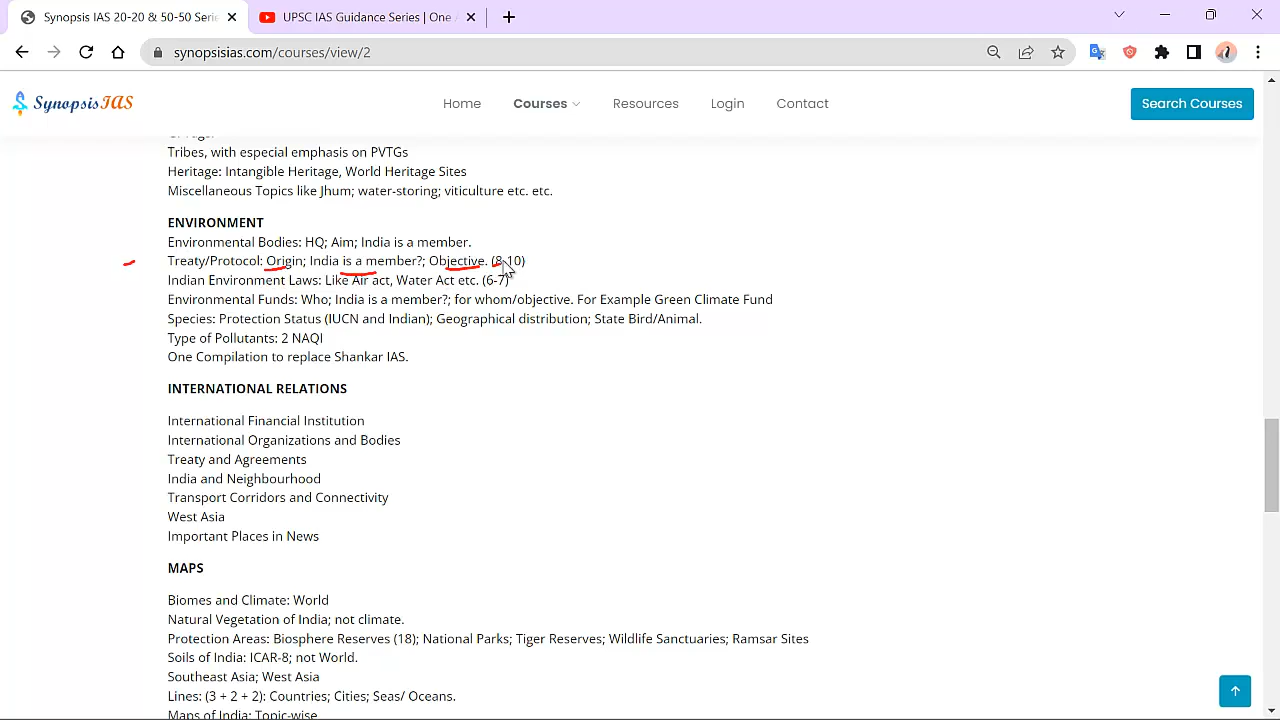 Synopsis IAS 20-20 & 50-50 Serie
UPSC IAS Guidance Series | One
synopsisias.com/courses/view/2
SynopsisIAS
Home
Courses
Resources
Login
Contact
Search Courses
Tribes, with especial emphasis on PVTGs
Heritage: Intangible Heritage, World Heritage Sites
Miscellaneous Topics like Jhum; water-storing; viticulture etc. etc.
ENVIRONMENT
Environmental Bodies: HQ; Aim; India is a member.
Treaty/Protocol: Origin; India is a member?; Objective. (8-10)
Indian Environment Laws: Like Air act, Water Act etc. (6-7)
Environmental Funds: Who; India is a member?; for whom/objective. For Example Green Climate Fund
Species: Protection Status (IUCN and Indian); Geographical distribution; State Bird/Animal.
Type of Pollutants: 2 NAQI
One Compilation to replace Shankar IAS.
INTERNATIONAL RELATIONS
International Financial Institution
International Organizations and Bodies
Treaty and Agreements
India and Neighbourhood
Transport Corridors and Connectivity
West Asia
Important Places in News
MAPS
Biomes and Climate: World
Natural Vegetation of India; not climate.
Protection Areas: Biosphere Reserves (18); National Parks; Tiger Reserves; Wildlife Sanctuaries; Ramsar Sites
Soils of India: ICAR-8; not World.
Southeast Asia; West Asia
Lines: (3 + 2 + 2): Countries; Cities; Seas/ Oceans.
Maps of India: Topic-wise